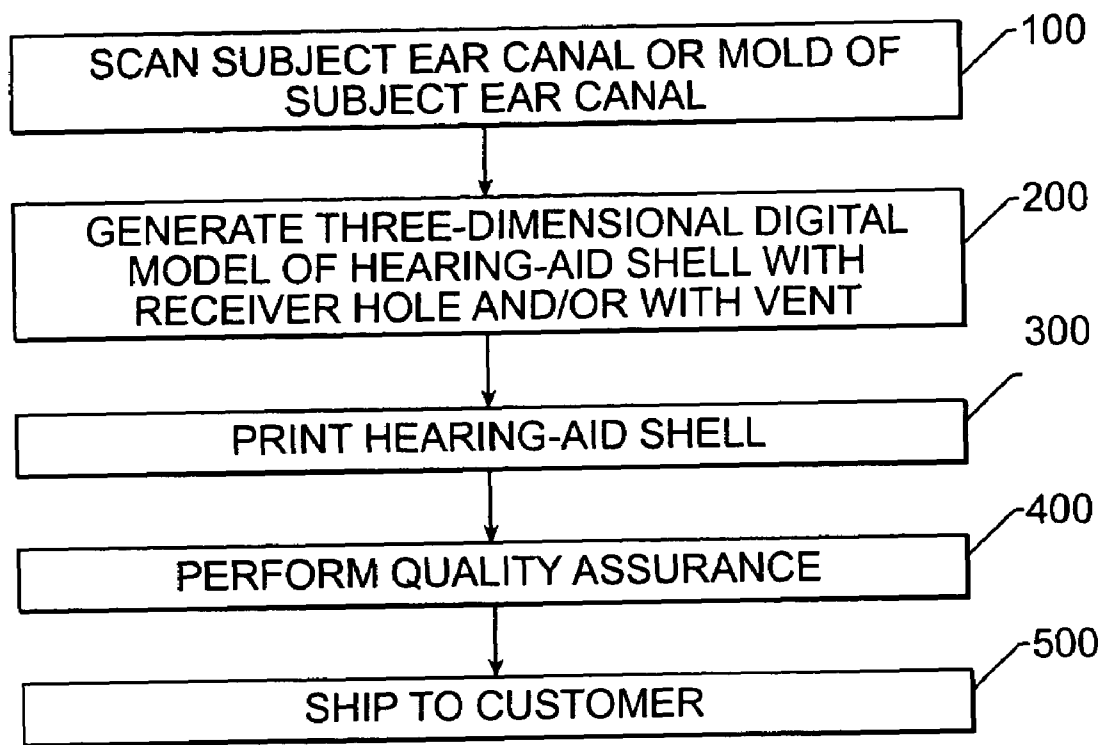 100
SCAN SUBJECT EAR CANAL OR MOLD OF
SUBJECT EAR CANAL
200
GENERATE THREE-DIMENSIONAL DIGITAL
MODEL OF HEARING-AID SHELL WITH
RECEIVER HOLE AND/OR WITH VENT
300
PRINT HEARING-AID SHELL
400
PERFORM QUALITY ASSURANCE
500
SHIP TO CUSTOMER